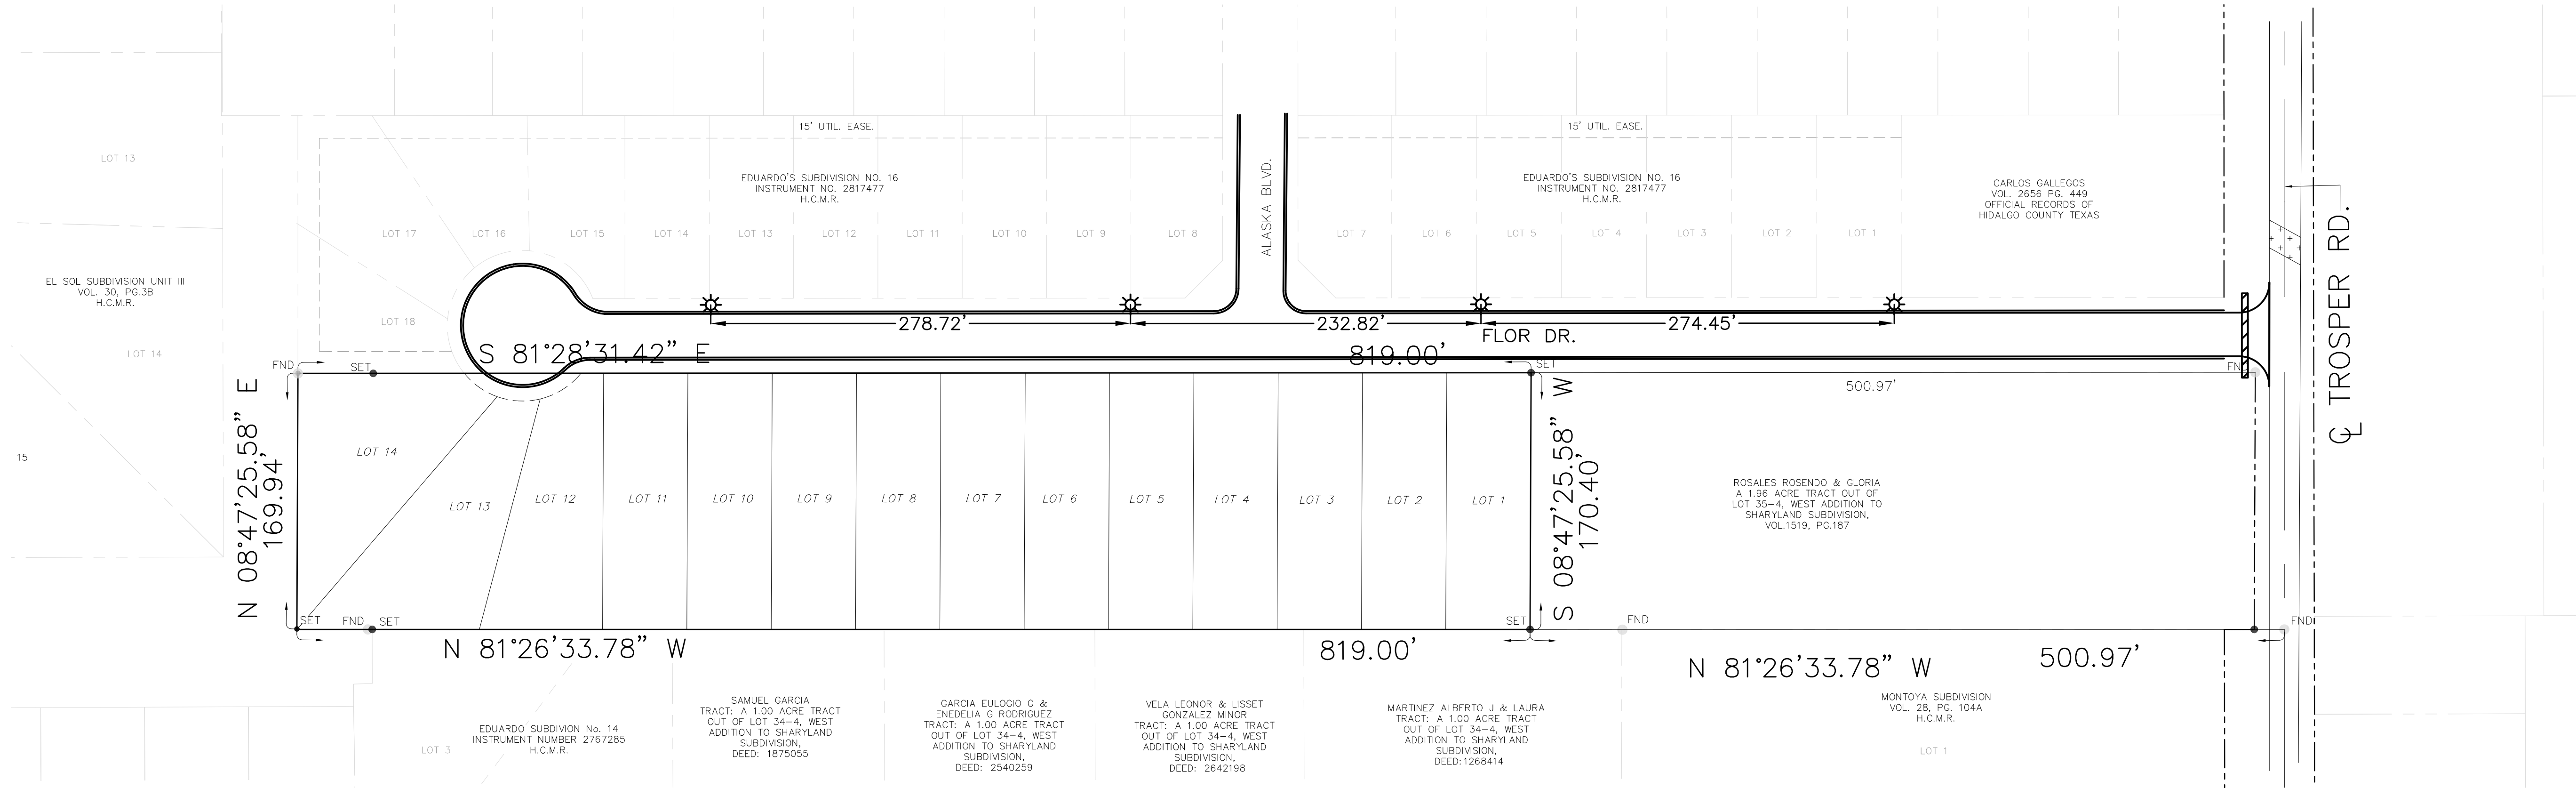 15' UTIL. EASE.
15' UTIL. EASE.
LOT 13
EL SOL SUBDIVISION UNIT III
VOL. 30, PG.3B
H.C.M.R.
LOT 14
15
EDUARDO'S SUBDIVISION NO. 16
INSTRUMENT NO. 2817477
H.C.M.R.
LOT 17
LOT 16
LOT 15
LOT 14
LOT 13
LOT 12
LOT 11
LOT 10
LOT 9
LOT 8
LOT 18
ALASKA BLVD.
EDUARDO'S SUBDIVISION NO. 16
INSTRUMENT NO. 2817477
H.C.M.R.
LOT 7
LOT 6
LOT 5
LOT 4
LOT 3
LOT 2
LOT 1
CARLOS GALLEGOS
VOL. 2656 PG. 449
OFFICIAL RECORDS OF
HIDALGO COUNTY TEXAS
C L TROSPER RD.
278.72'
232.82'
274.45'
FLOR DR.
S 81°28'31.42" E
819.00'
FND
SET
SET
FND
500.97'
N 08°47'25.58" E
169.94'
LOT 14
LOT 13
LOT 12
LOT 11
LOT 10
LOT 9
LOT 8
LOT 7
LOT 6
LOT 5
LOT 4
LOT 3
LOT 2
LOT 1
S 08°47'25.58" W
170.40'
ROSALES ROSENDO & GLORIA
A 1.96 ACRE TRACT OUT OF
LOT 35-4, WEST ADDITION TO
SHARYLAND SUBDIVISION,
VOL.1519, PG.187
SET
FND
SET
SET
FND
FND
N 81°26'33.78" W
819.00'
N 81°26'33.78" W
500.97'
LOT 3
EDUARDO SUBDIVION No. 14
INSTRUMENT NUMBER 2767285
H.C.M.R.
SAMUEL GARCIA
TRACT: A 1.00 ACRE TRACT
OUT OF LOT 34-4, WEST
ADDITION TO SHARYLAND
SUBDIVISION,
DEED: 1875055
GARCIA EULOGIO G &
ENEDELIA G RODRIGUEZ
TRACT: A 1.00 ACRE TRACT
OUT OF LOT 34-4, WEST
ADDITION TO SHARYLAND
SUBDIVISION,
DEED: 2540259
VELA LEONOR & LISSET
GONZALEZ MINOR
TRACT: A 1.00 ACRE TRACT
OUT OF LOT 34-4, WEST
ADDITION TO SHARYLAND
SUBDIVISION,
DEED: 2642198
MARTINEZ ALBERTO J & LAURA
TRACT: A 1.00 ACRE TRACT
OUT OF LOT 34-4, WEST
ADDITION TO SHARYLAND
SUBDIVISION,
DEED:1268414
MONTOYA SUBDIVISION
VOL. 28, PG. 104A
H.C.M.R.
LOT 1